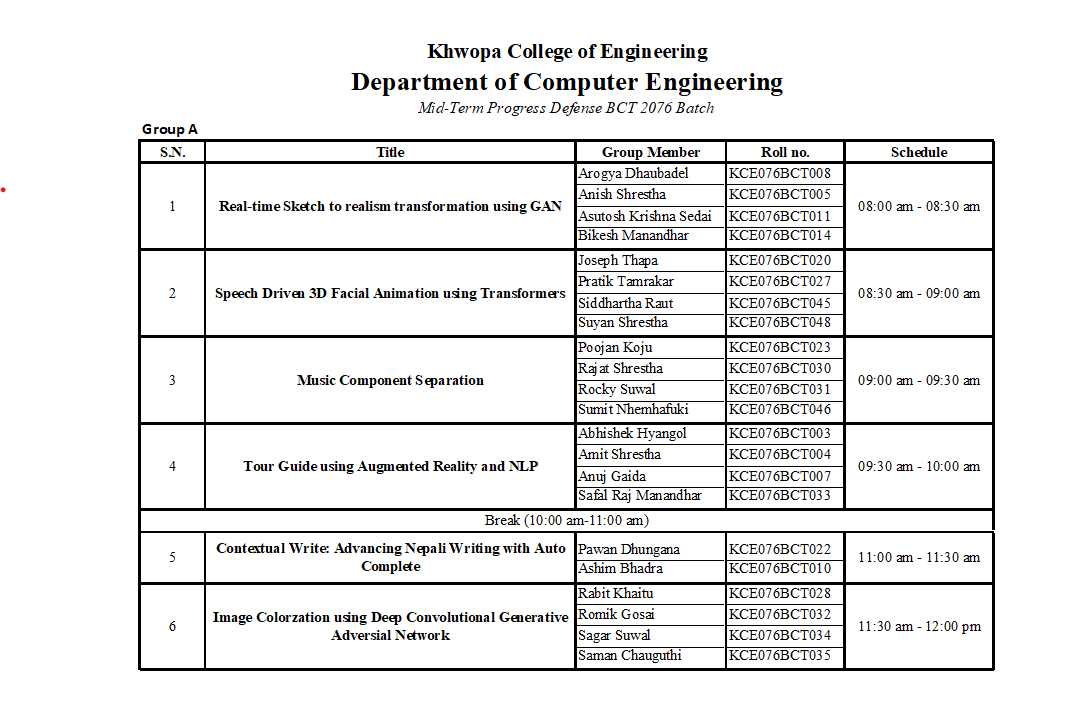 Khwopa College of Engineering
Department of Computer Engineering
Mid-Term Progress Defense BCT 2076 Batch
Group A
S.N. Title Group Member Roll no. Schedule
1 Real-time Sketch to realism transformation using GAN 08:00 am - 08:30 am
Arogya Dhaubadel KCE076BCT008
Anish Shrestha KCE076BCT005
Asutosh Krishna Sedai KCE076BCT011
Bikesh Manandhar KCE076BCT014
2 Speech Driven 3D Facial Animation using Transformers 08:30 am - 09:00 am
Joseph Thapa KCE076BCT020
Pratik Tamrakar KCE076BCT027
Siddhartha Raut KCE076BCT045
Suyan Shrestha KCE076BCT048
3 Music Component Separation 09:00 am - 09:30 am
Poojan Koju KCE076BCT023
Rajat Shrestha KCE076BCT030
Rocky Suwal KCE076BCT031
Sumit Nhemhafuki KCE076BCT046
4 Tour Guide using Augmented Reality and NLP 09:30 am - 10:00 am
Abhishek Hyangol KCE076BCT003
Amit Shrestha KCE076BCT004
Anuj Gaida KCE076BCT007
Safal Raj Manandhar KCE076BCT033
Break (10:00 am-11:00 am)
5 Contextual Write: Advancing Nepali Writing with Auto
Complete 11:00 am - 11:30 am
Pawan Dhungana KCE076BCT022
Ashim Bhadra KCE076BCT010
6 Image Colorzation using Deep Convolutional Generative
Adversial Network 11:30 am - 12:00 pm
Rabit Khaitu KCE076BCT028
Romik Gosai KCE076BCT032
Sagar Suwal KCE076BCT034
Saman Chauguthi KCE076BCT035